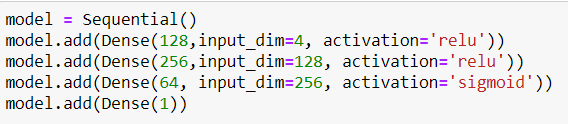 model = Sequential()
model.add(Dense(128,input_dim=4, activation='relu'))
model.add(Dense(256,input_dim=128, activation='relu'))
model.add(Dense(64, input_dim=256, activation='sigmoid'))
model.add(Dense(1))